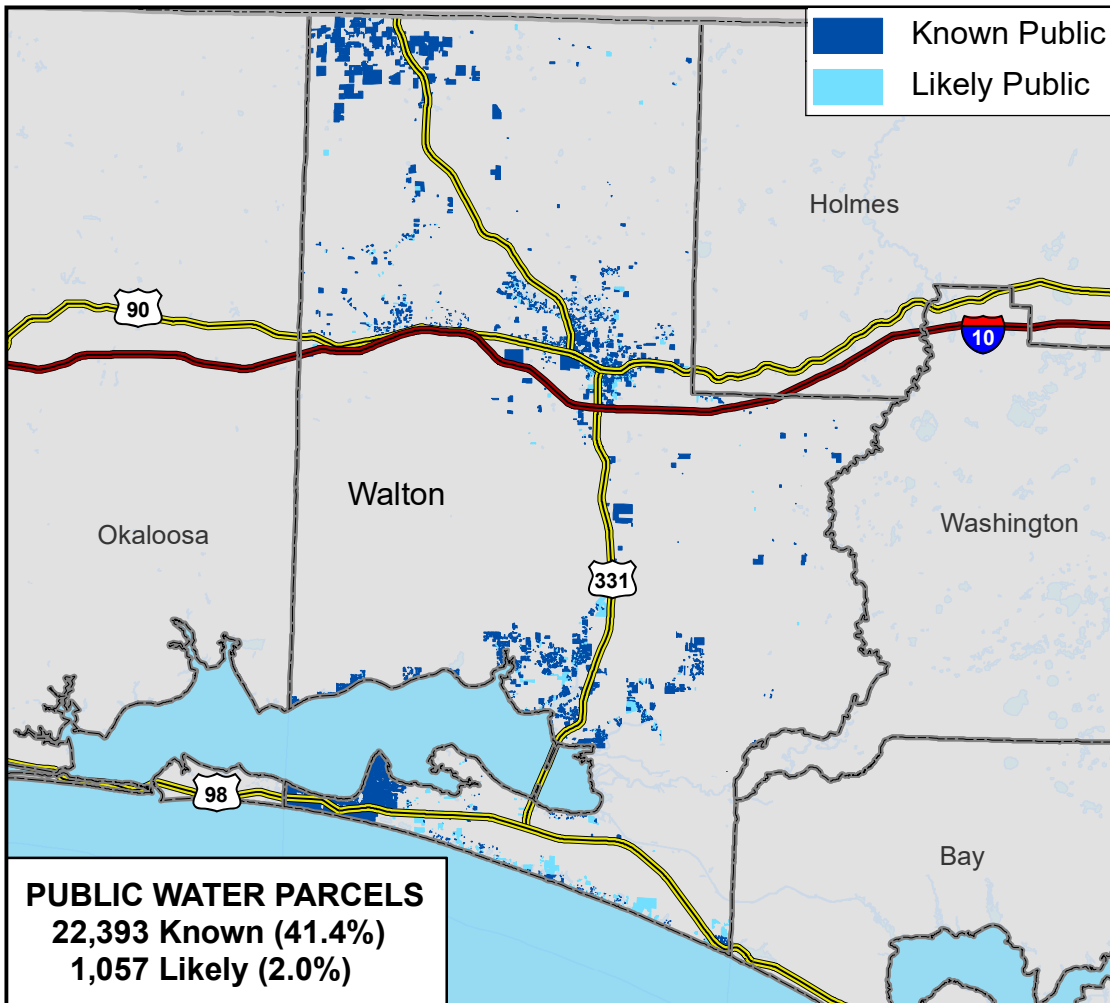 Known Public
Likely Public
Holmes
90
10
Walton
Okaloosa
Washington
331
98
Bay
PUBLIC WATER PARCELS
22,393 Known (41.4%)
1,057 Likely (2.0%)